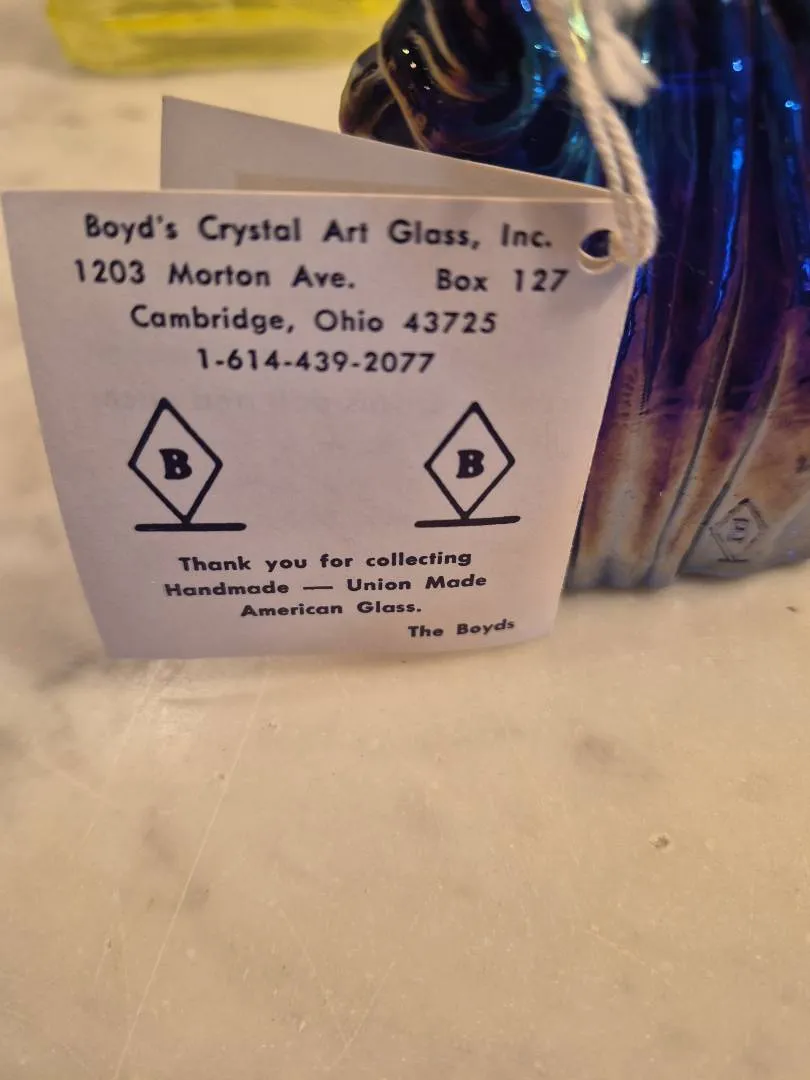 Boyd's Crystal Art Glass, Inc.
1203 Morton Ave. Box 127
Cambridge, Ohio 43725
1-614-439-2077
B B
Thank you for collecting
Handmade — Union Made
American Glass.
The Boyds
B